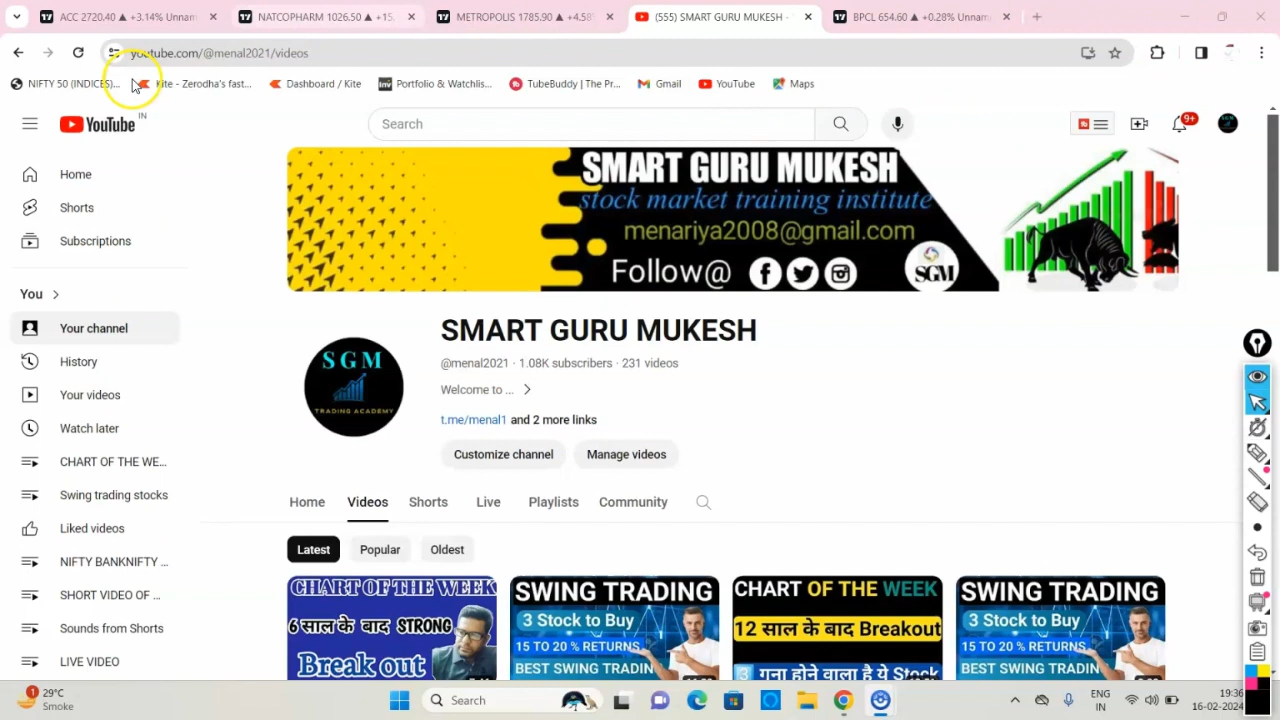 ACC 2720.40 ▲ +3.14% Unnam
NATCOPHARM 1026.50 ▲ +15.
METROPOLIS 1785.90 ▲ +4.58%
(555) SMART GURU MUKESH -
BPCL 654.60 ▲ +0.28% Unnam
youtube.com/@menal2021/videos
NIFTY 50 (INDICES)...
Kite - Zerodha's fast...
Dashboard / Kite
Inv Portfolio & Watchlis...
TubeBuddy | The Pr...
Gmail
YouTube
Maps
YouTube IN
Search
9+
Home
Shorts
Subscriptions
You
Your channel
History
Your videos
Watch later
CHART OF THE WE...
Swing trading stocks
Liked videos
NIFTY BANKNIFTY ...
SHORT VIDEO OF ...
Sounds from Shorts
LIVE VIDEO
SMART GURU MUKESH
stock market training institute
menariya2008@gmail.com
Follow@
SGM
SGM
TRADING ACADEMY
SMART GURU MUKESH
@menal2021 · 1.08K subscribers · 231 videos
Welcome to ...
t.me/menal1 and 2 more links
Customize channel
Manage videos
Home
Videos
Shorts
Live
Playlists
Community
Latest
Popular
Oldest
CHART OF THE WEEK
6 साल के बाद STRONG
Break out
SWING TRADING
3 Stock to Buy
15 TO 20 % RETURNS
BEST SWING TRADIN
CHART OF THE WEEK
12 साल के बाद Breakout
3 गना होने वाला है ये Stock
SWING TRADING
3 Stock to Buy
15 TO 20 % RETURNS
BEST SWING TRADIN
1
29°C
Smoke
Search
ENG
IN
19:36
16-02-2024